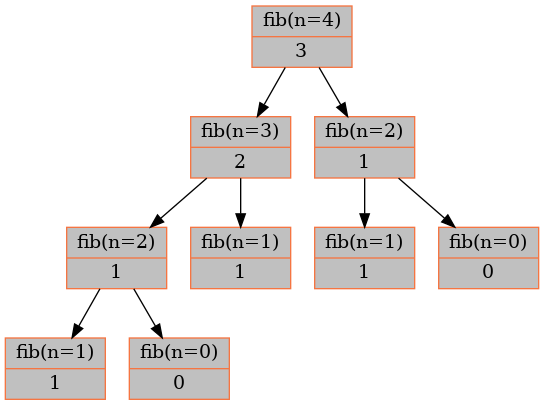 fib(n=4)
3
fib(n=3)
2
fib(n=2)
1
fib(n=2)
1
fib(n=1)
1
fib(n=1)
1
fib(n=0)
0
fib(n=1)
1
fib(n=0)
0